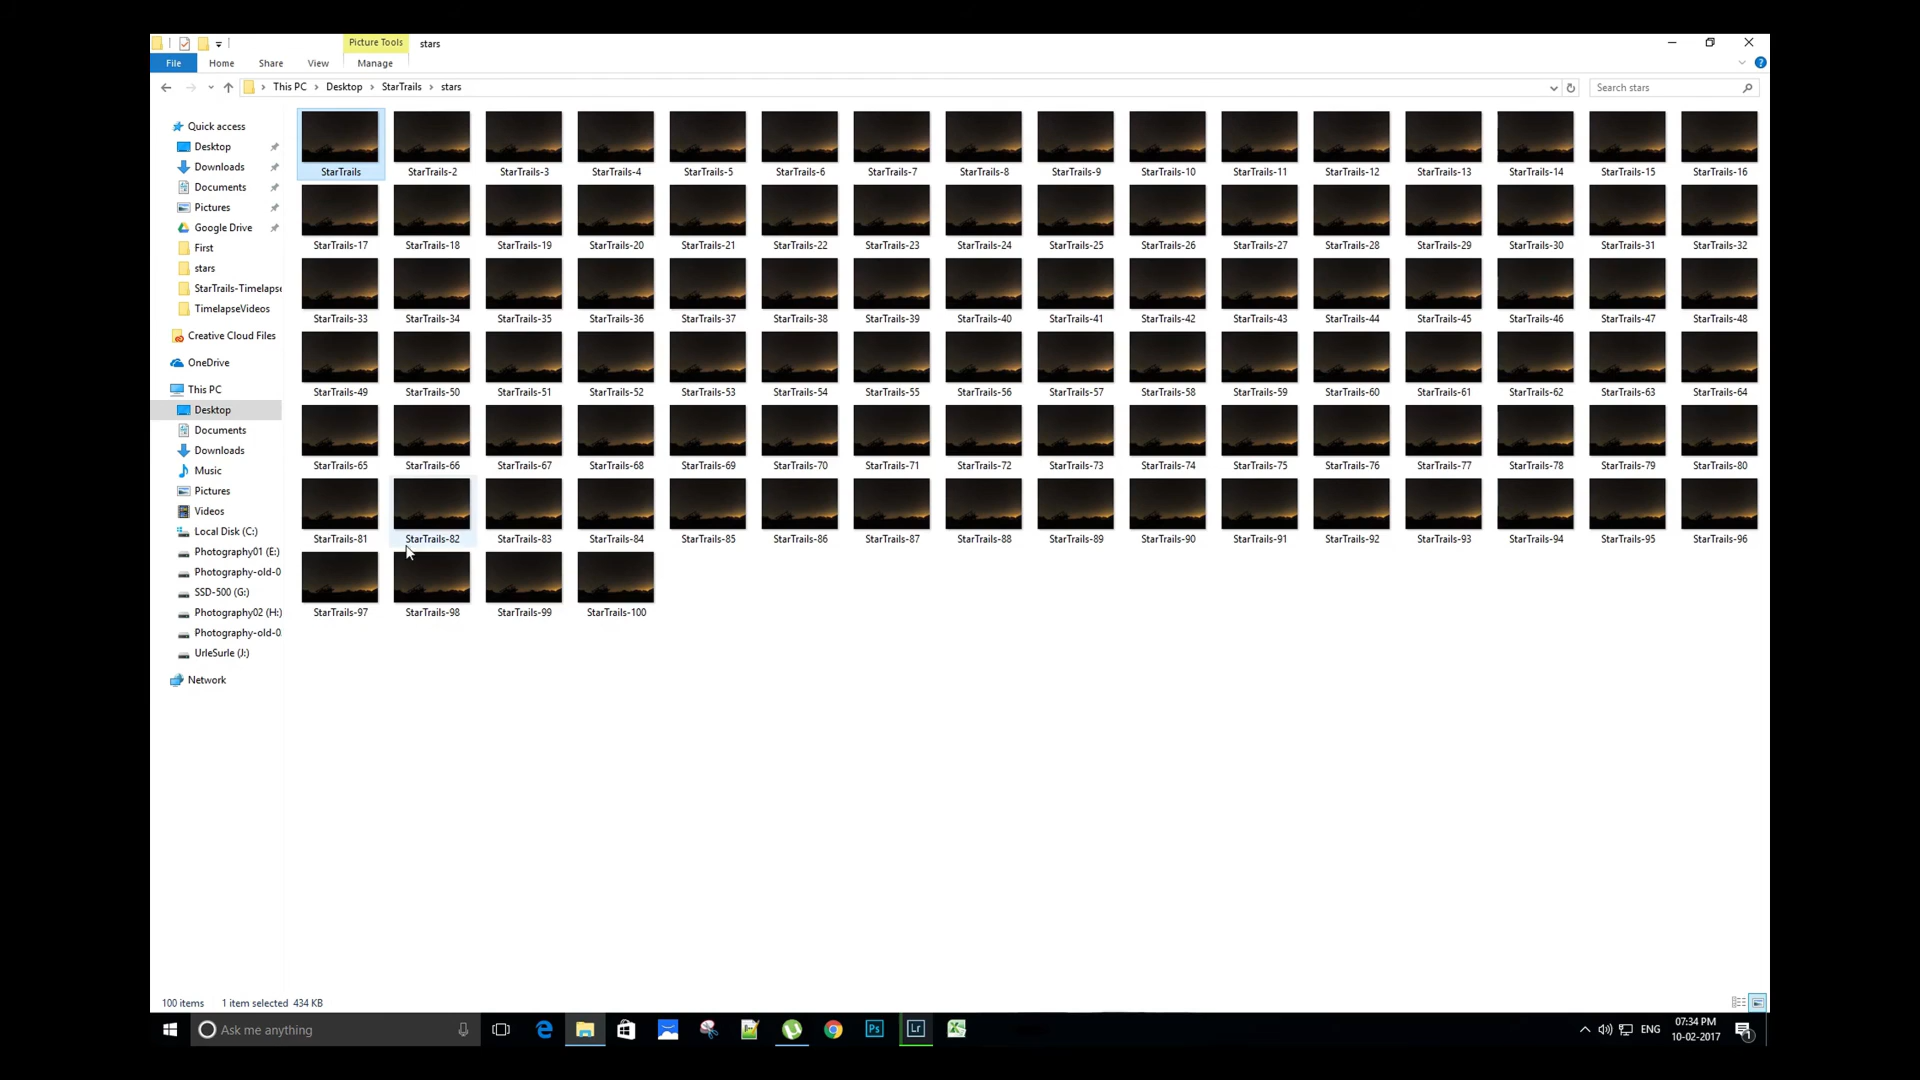 Picture Tools
stars
File
Home
Share
View
Manage
This PC
Desktop
StarTrails
stars
Search stars
Quick access
Desktop
Downloads
Documents
Pictures
Google Drive
First
stars
StarTrails-Timelapse
TimelapseVideos
Creative Cloud Files
OneDrive
This PC
Desktop
Documents
Downloads
Music
Pictures
Videos
Local Disk (C:)
Photography01 (E:)
Photography-old-0
SSD-500 (G:)
Photography02 (H:)
Photography-old-0
UrleSurle (J:)
Network
StarTrails StarTrails-2 StarTrails-3 StarTrails-4 StarTrails-5 StarTrails-6 StarTrails-7 StarTrails-8 StarTrails-9 StarTrails-10 StarTrails-11 StarTrails-12 StarTrails-13 StarTrails-14 StarTrails-15 StarTrails-16
StarTrails-17 StarTrails-18 StarTrails-19 StarTrails-20 StarTrails-21 StarTrails-22 StarTrails-23 StarTrails-24 StarTrails-25 StarTrails-26 StarTrails-27 StarTrails-28 StarTrails-29 StarTrails-30 StarTrails-31 StarTrails-32
StarTrails-33 StarTrails-34 StarTrails-35 StarTrails-36 StarTrails-37 StarTrails-38 StarTrails-39 StarTrails-40 StarTrails-41 StarTrails-42 StarTrails-43 StarTrails-44 StarTrails-45 StarTrails-46 StarTrails-47 StarTrails-48
StarTrails-49 StarTrails-50 StarTrails-51 StarTrails-52 StarTrails-53 StarTrails-54 StarTrails-55 StarTrails-56 StarTrails-57 StarTrails-58 StarTrails-59 StarTrails-60 StarTrails-61 StarTrails-62 StarTrails-63 StarTrails-64
StarTrails-65 StarTrails-66 StarTrails-67 StarTrails-68 StarTrails-69 StarTrails-70 StarTrails-71 StarTrails-72 StarTrails-73 StarTrails-74 StarTrails-75 StarTrails-76 StarTrails-77 StarTrails-78 StarTrails-79 StarTrails-80
StarTrails-81 StarTrails-82 StarTrails-83 StarTrails-84 StarTrails-85 StarTrails-86 StarTrails-87 StarTrails-88 StarTrails-89 StarTrails-90 StarTrails-91 StarTrails-92 StarTrails-93 StarTrails-94 StarTrails-95 StarTrails-96
StarTrails-97 StarTrails-98 StarTrails-99 StarTrails-100
100 items 1 item selected 434 KB
Ask me anything
Ps
Lr
ENG
07:34 PM
10-02-2017
1